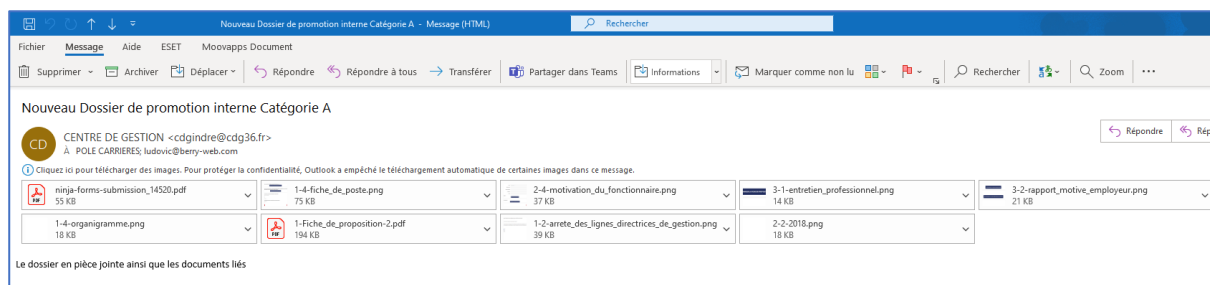 Nouveau Dossier de promotion interne Catégorie A - Message (HTML)
Rechercher
Fichier Message Aide ESET Moovapps Document
Supprimer Archiver Déplacer Répondre Répondre à tous Transférer Partager dans Teams Informations Marquer comme non lu Rechercher Zoom ...
Nouveau Dossier de promotion interne Catégorie A
CD
CENTRE DE GESTION <cdgindre@cdg36.fr>
À POLE CARRIERES; ludovic@berry-web.com
Répondre Rép
Cliquez ici pour télécharger des images. Pour protéger la confidentialité, Outlook a empêché le téléchargement automatique de certaines images dans ce message.
ninja-forms-submission_14520.pdf
55 KB
1-4-fiche_de_poste.png
75 KB
2-4-motivation_du_fonctionnaire.png
37 KB
3-1-entretien_professionnel.png
14 KB
3-2-rapport_motive_employeur.png
21 KB
1-4-organigramme.png
18 KB
1-Fiche_de_proposition-2.pdf
194 KB
1-2-arrete_des_lignes_directrices_de_gestion.png
39 KB
2-2-2018.png
18 KB
Le dossier en pièce jointe ainsi que les documents liés